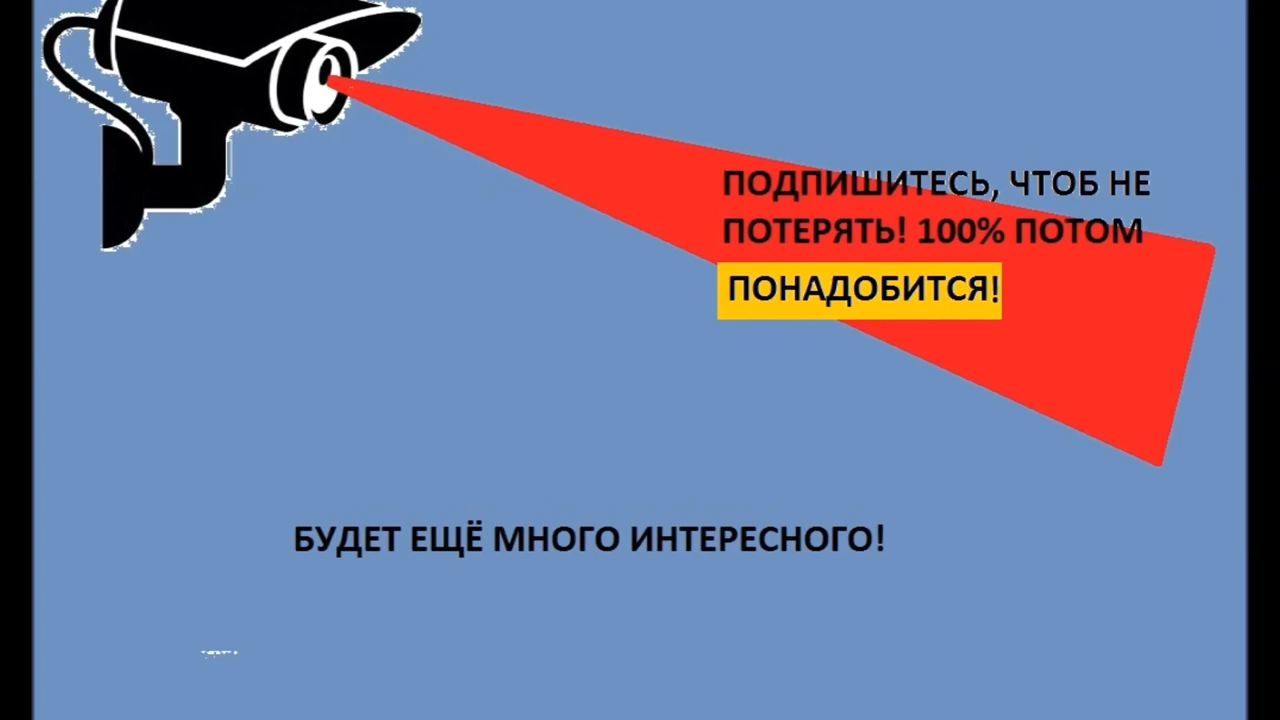 ПОДПИШИТЕСЬ, ЧТОБ НЕ
ПОТЕРЯТЬ! 100% ПОТОМ
ПОНАДОБИТСЯ!
БУДЕТ ЕЩЁ МНОГО ИНТЕРЕСНОГО!